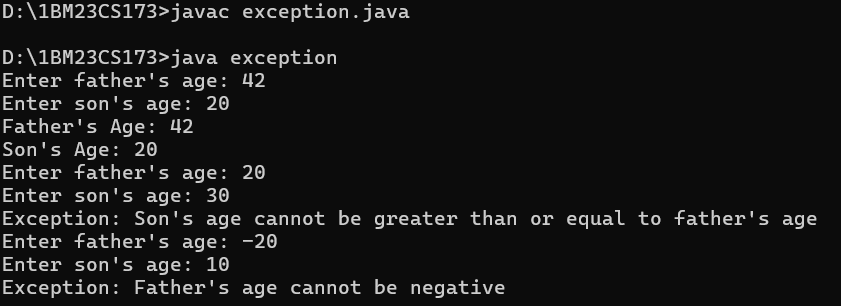 D:\1BM23CS173>javac exception.java
D:\1BM23CS173>java exception
Enter father's age: 42
Enter son's age: 20
Father's Age: 42
Son's Age: 20
Enter father's age: 20
Enter son's age: 30
Exception: Son's age cannot be greater than or equal to father's age
Enter father's age: -20
Enter son's age: 10
Exception: Father's age cannot be negative